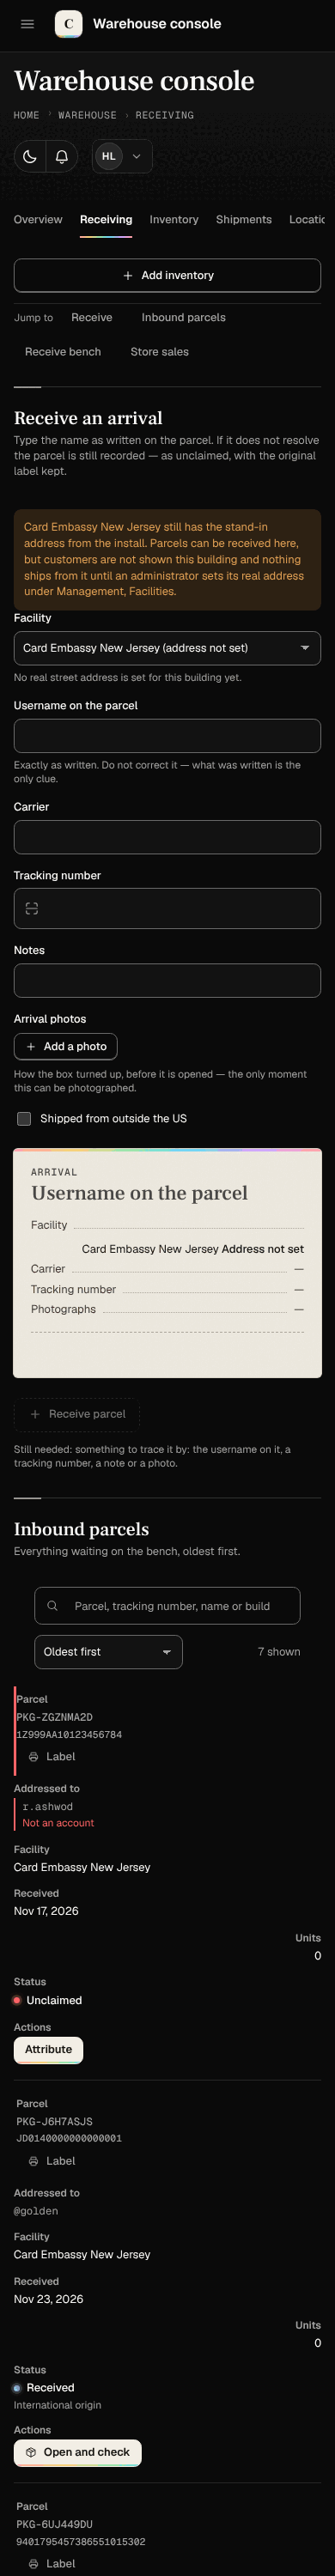 C Warehouse console
Warehouse console
HOME › WAREHOUSE › RECEIVING
HL
Overview Receiving Inventory Shipments Locatio
+ Add inventory
Jump to Receive Inbound parcels
Receive bench Store sales
Receive an arrival
Type the name as written on the parcel. If it does not resolve
the parcel is still recorded — as unclaimed, with the original
label kept.
Card Embassy New Jersey still has the stand-in
address from the install. Parcels can be received here,
but customers are not shown this building and nothing
ships from it until an administrator sets its real address
under Management, Facilities.
Facility
Card Embassy New Jersey (address not set)
No real street address is set for this building yet.
Username on the parcel
Exactly as written. Do not correct it — what was written is the
only clue.
Carrier
Tracking number
Notes
Arrival photos
+ Add a photo
How the box turned up, before it is opened — the only moment
this can be photographed.
Shipped from outside the US
ARRIVAL
Username on the parcel
Facility
Card Embassy New Jersey Address not set
Carrier —
Tracking number —
Photographs —
+ Receive parcel
Still needed: something to trace it by: the username on it, a
tracking number, a note or a photo.
Inbound parcels
Everything waiting on the bench, oldest first.
Parcel, tracking number, name or build
Oldest first 7 shown
Parcel
PKG-ZGZNMA2D
1Z999AA10123456784
Label
Addressed to
r.ashwod
Not an account
Facility
Card Embassy New Jersey
Received
Nov 17, 2026
Units
0
Status
Unclaimed
Actions
Attribute
Parcel
PKG-J6H7ASJS
JD0140000000000001
Label
Addressed to
@golden
Facility
Card Embassy New Jersey
Received
Nov 23, 2026
Units
0
Status
Received
International origin
Actions
Open and check
Parcel
PKG-6UJ449DU
9401795457386551015302
Label